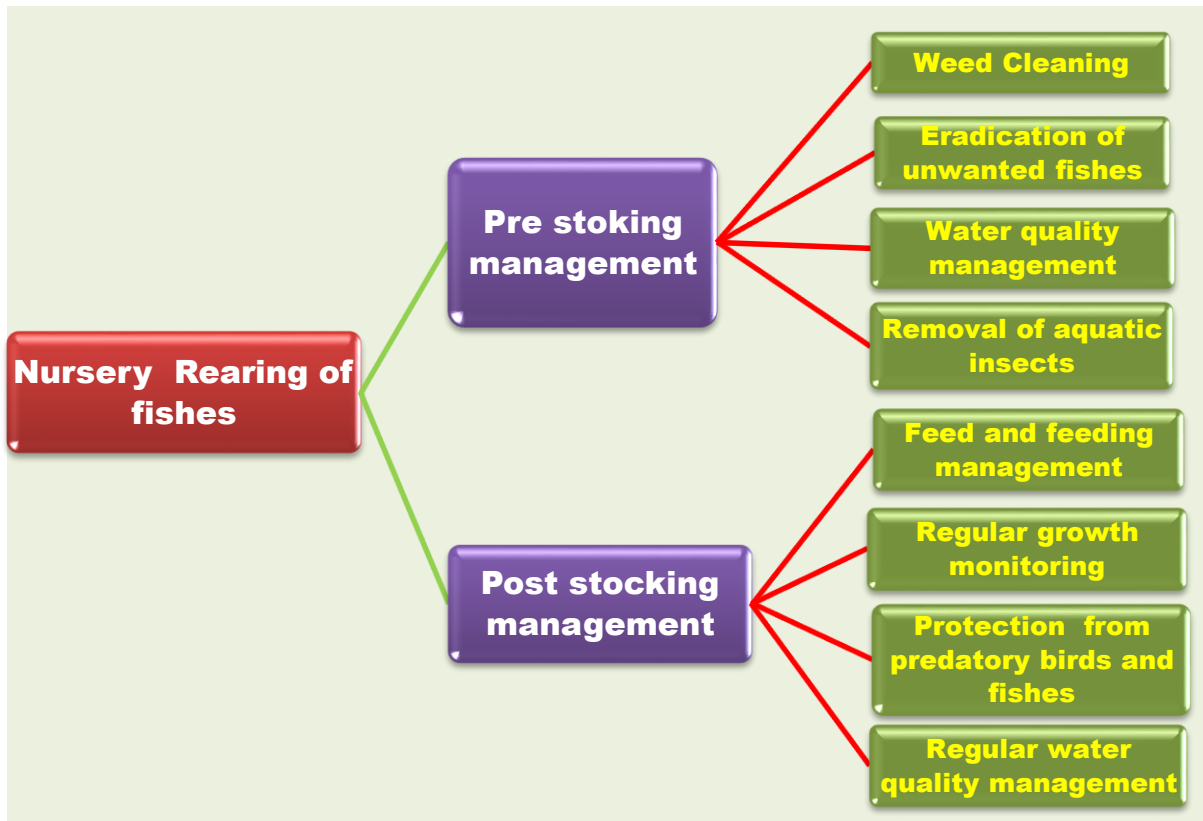 Nursery Rearing of
fishes
Pre stoking
management
Weed Cleaning
Eradication of
unwanted fishes
Water quality
management
Removal of aquatic
insects
Post stocking
management
Feed and feeding
management
Regular growth
monitoring
Protection from
predatory birds and
fishes
Regular water
quality management